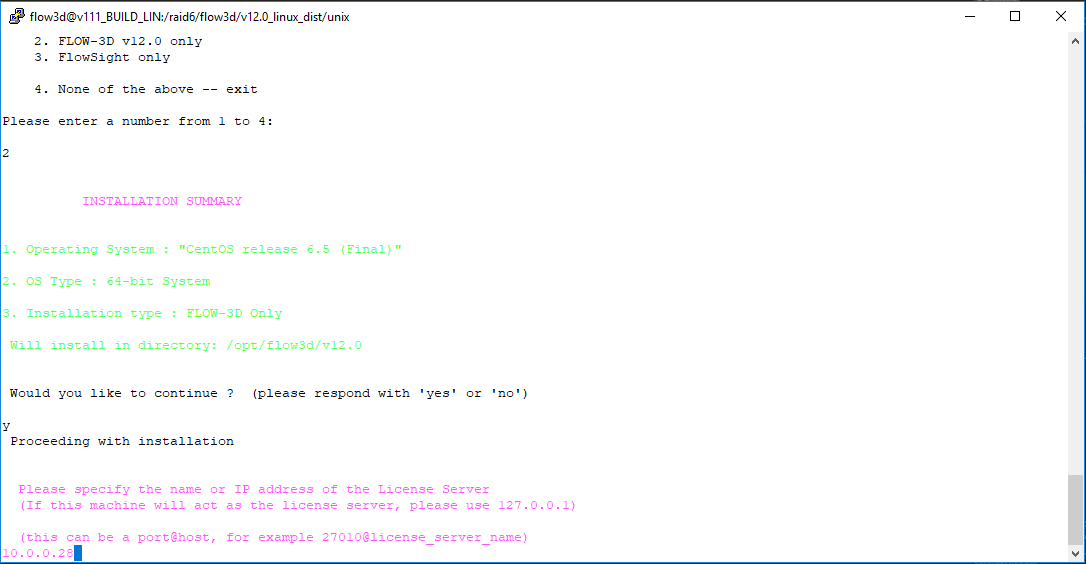 flow3d@v111_BUILD_LIN:/raid6/flow3d/v12.0_linux_dist/unix
2. FLOW-3D v12.0 only
3. FlowSight only
4. None of the above -- exit
Please enter a number from 1 to 4:
2
INSTALLATION SUMMARY
1. Operating System : "CentOS release 6.5 (Final)"
2. OS Type : 64-bit System
3. Installation type : FLOW-3D Only
Will install in directory: /opt/flow3d/v12.0
Would you like to continue ?  (please respond with 'yes' or 'no')
y
Proceeding with installation
Please specify the name or IP address of the License Server
(If this machine will act as the license server, please use 127.0.0.1)
(this can be a port@host, for example 27010@license_server_name)
10.0.0.28